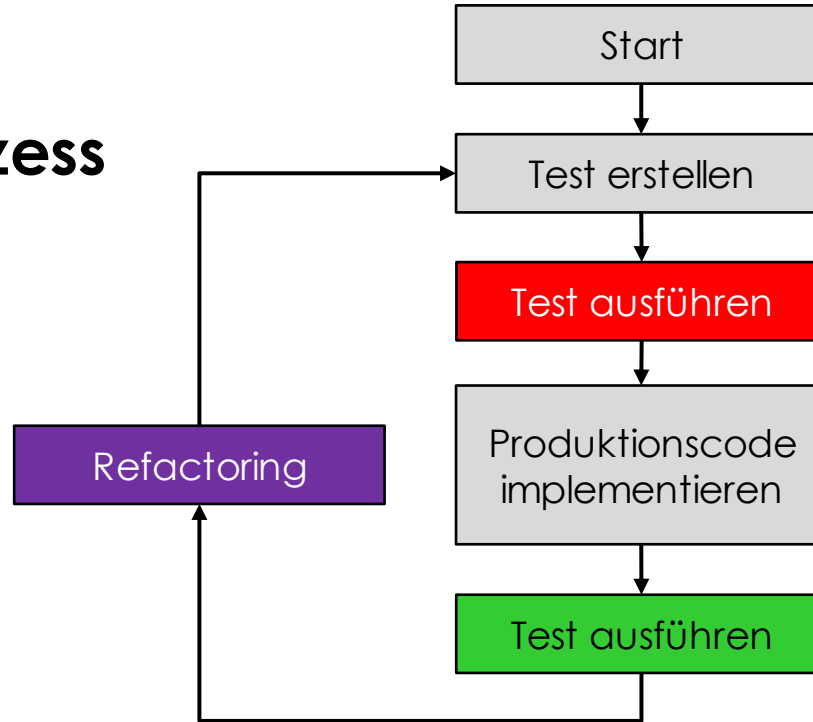 zess
Start
Test erstellen
Test ausführen
Produktionscode
implementieren
Refactoring
Test ausführen